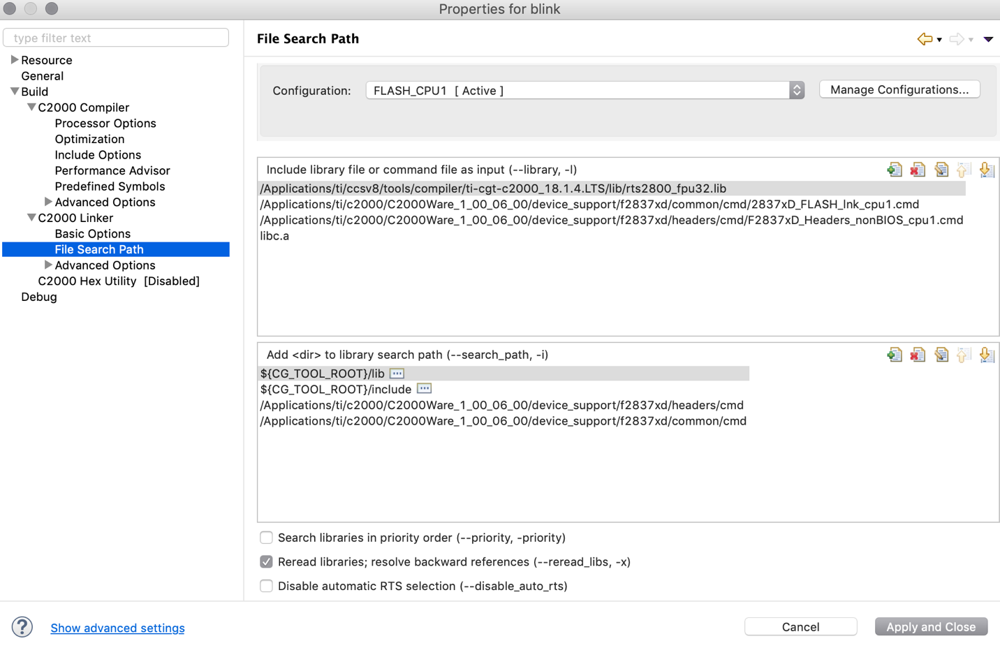 Properties for blink
type filter text
Resource
General
Build
C2000 Compiler
Processor Options
Optimization
Include Options
Performance Advisor
Predefined Symbols
Advanced Options
C2000 Linker
Basic Options
File Search Path
Advanced Options
C2000 Hex Utility [Disabled]
Debug
File Search Path
Configuration:
FLASH_CPU1 [ Active ]
Manage Configurations...
Include library file or command file as input (--library, -l)
/Applications/ti/ccsv8/tools/compiler/ti-cgt-c2000_18.1.4.LTS/lib/rts2800_fpu32.lib
/Applications/ti/c2000/C2000Ware_1_00_06_00/device_support/f2837xd/common/cmd/2837xD_FLASH_lnk_cpu1.cmd
/Applications/ti/c2000/C2000Ware_1_00_06_00/device_support/f2837xd/headers/cmd/F2837xD_Headers_nonBIOS_cpu1.cmd
libc.a
Add <dir> to library search path (--search_path, -i)
${CG_TOOL_ROOT}/lib
${CG_TOOL_ROOT}/include
/Applications/ti/c2000/C2000Ware_1_00_06_00/device_support/f2837xd/headers/cmd
/Applications/ti/c2000/C2000Ware_1_00_06_00/device_support/f2837xd/common/cmd
Search libraries in priority order (--priority, -priority)
Reread libraries; resolve backward references (--reread_libs, -x)
Disable automatic RTS selection (--disable_auto_rts)
?
Show advanced settings
Cancel
Apply and Close